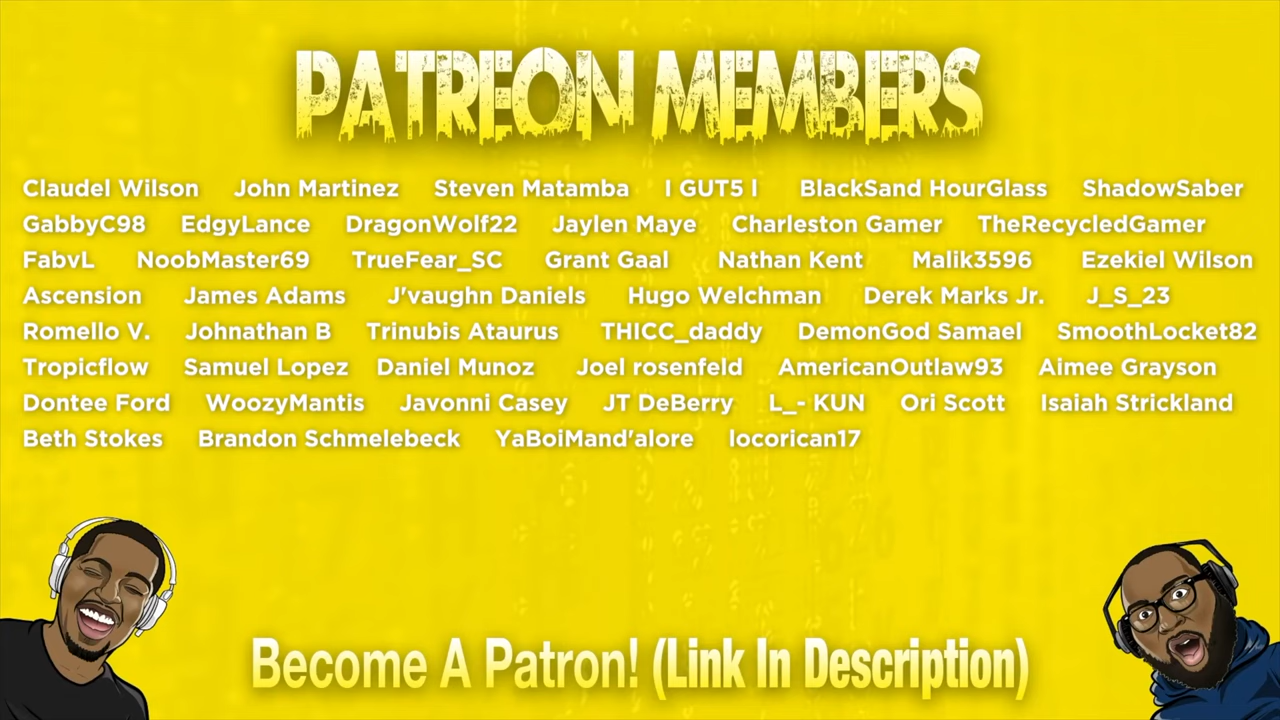 PATREON MEMBERS
Claudel Wilson John Martinez Steven Matamba I GUT5 l BlackSand HourGlass ShadowSaber
GabbyC98 EdgyLance DragonWolf22 Jaylen Maye Charleston Gamer TheRecycledGamer
FabvL NoobMaster69 TrueFear_SC Grant Gaal Nathan Kent Malik3596 Ezekiel Wilson
Ascension James Adams J'vaughn Daniels Hugo Welchman Derek Marks Jr. J_S_23
Romello V. Johnathan B Trinubis Ataurus THICC_daddy DemonGod Samael SmoothLocket82
Tropicflow Samuel Lopez Daniel Munoz Joel rosenfeld AmericanOutlaw93 Aimee Grayson
Dontee Ford WoozyMantis Javonni Casey JT DeBerry L_- KUN Ori Scott Isaiah Strickland
Beth Stokes Brandon Schmelebeck YaBoiMand'alore locorican17
Become A Patron! (Link In Description)